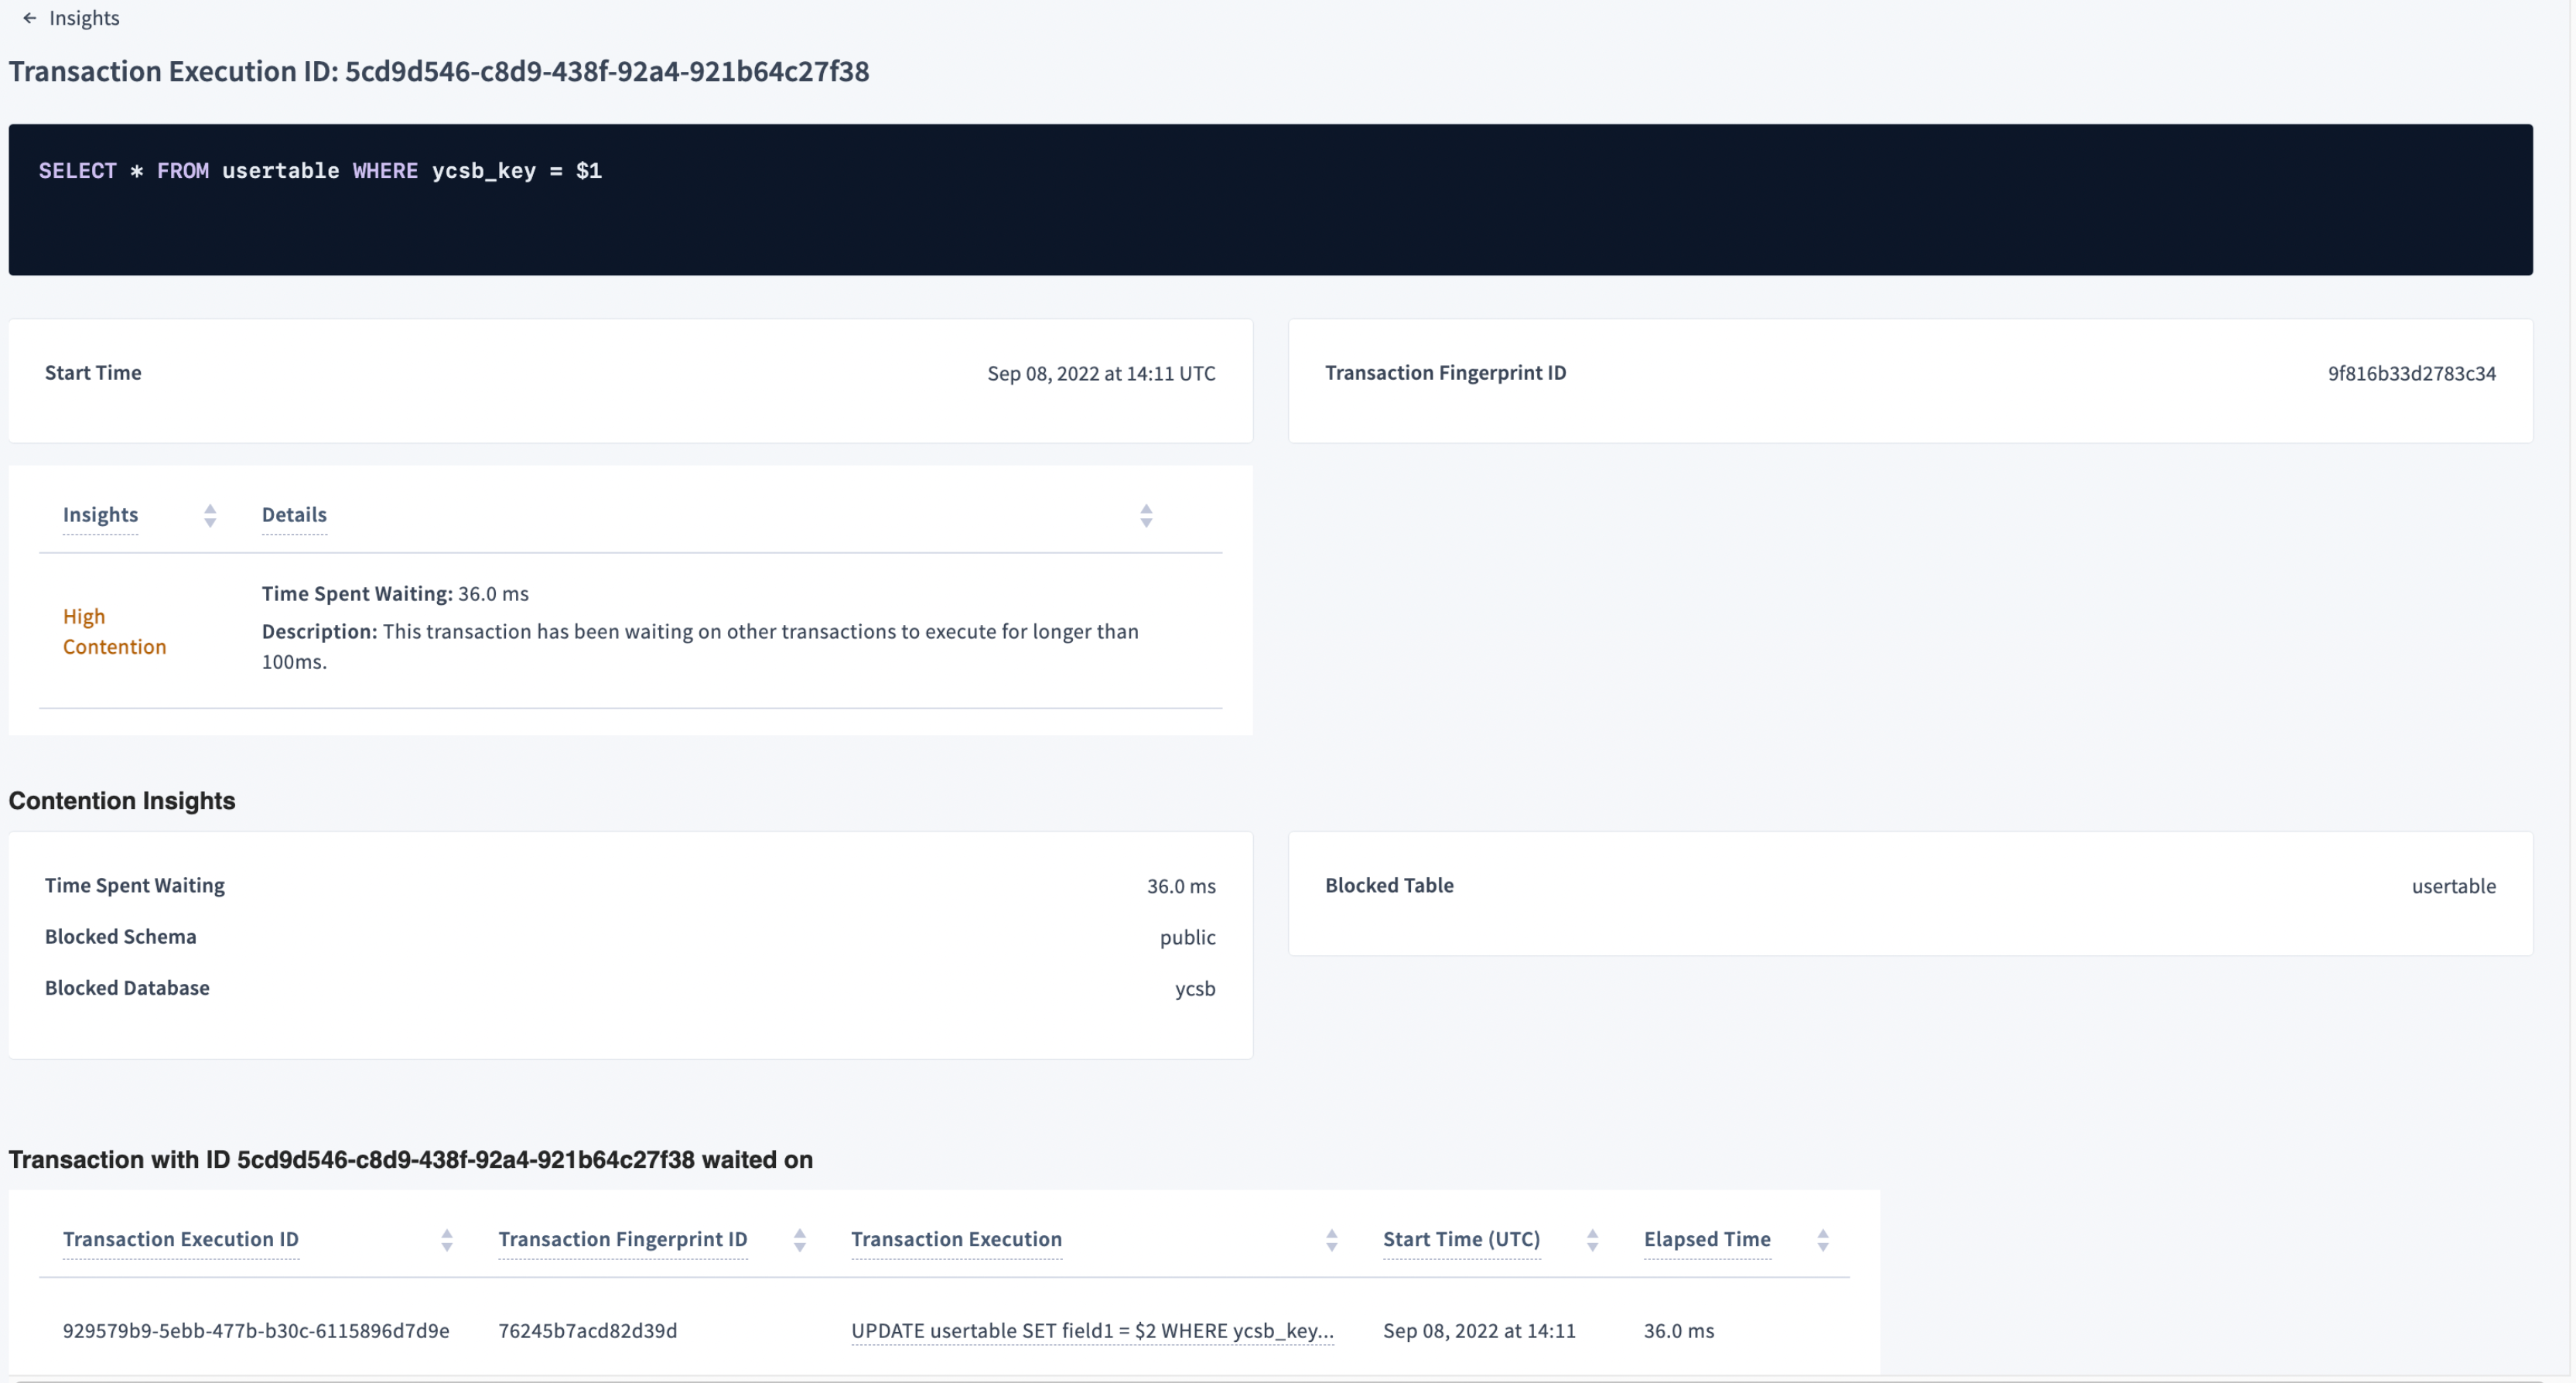 ← Insights
Transaction Execution ID: 5cd9d546-c8d9-438f-92a4-921b64c27f38
SELECT * FROM usertable WHERE ycsb_key = $1
Start Time Sep 08, 2022 at 14:11 UTC
Transaction Fingerprint ID 9f816b33d2783c34
Insights Details
High Contention
Time Spent Waiting: 36.0 ms
Description: This transaction has been waiting on other transactions to execute for longer than
100ms.
Contention Insights
Time Spent Waiting 36.0 ms
Blocked Schema public
Blocked Database ycsb
Blocked Table usertable
Transaction with ID 5cd9d546-c8d9-438f-92a4-921b64c27f38 waited on
Transaction Execution ID Transaction Fingerprint ID Transaction Execution Start Time (UTC) Elapsed Time
929579b9-5ebb-477b-b30c-6115896d7d9e 76245b7acd82d39d UPDATE usertable SET field1 = $2 WHERE ycsb_key... Sep 08, 2022 at 14:11 36.0 ms